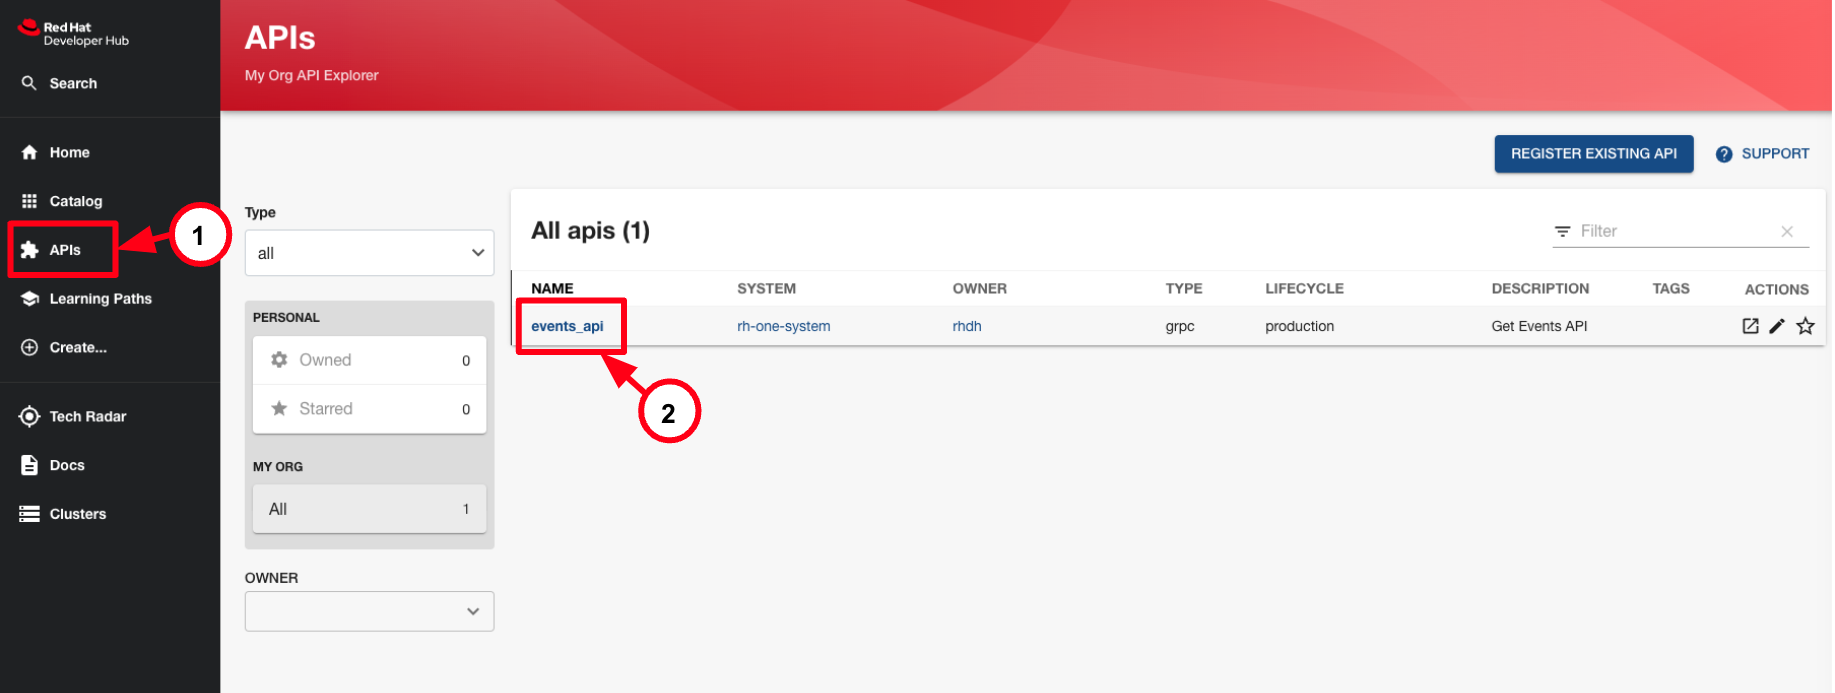 Red Hat
Developer Hub
Search
Home
Catalog
APIs
Learning Paths
Create...
Tech Radar
Docs
Clusters
1
APIs
My Org API Explorer
REGISTER EXISTING API
SUPPORT
Type
all
PERSONAL
Owned 0
Starred 0
MY ORG
All 1
OWNER
All apis (1)
Filter
NAME SYSTEM OWNER TYPE LIFECYCLE DESCRIPTION TAGS ACTIONS
events_api rh-one-system rhdh grpc production Get Events API
2